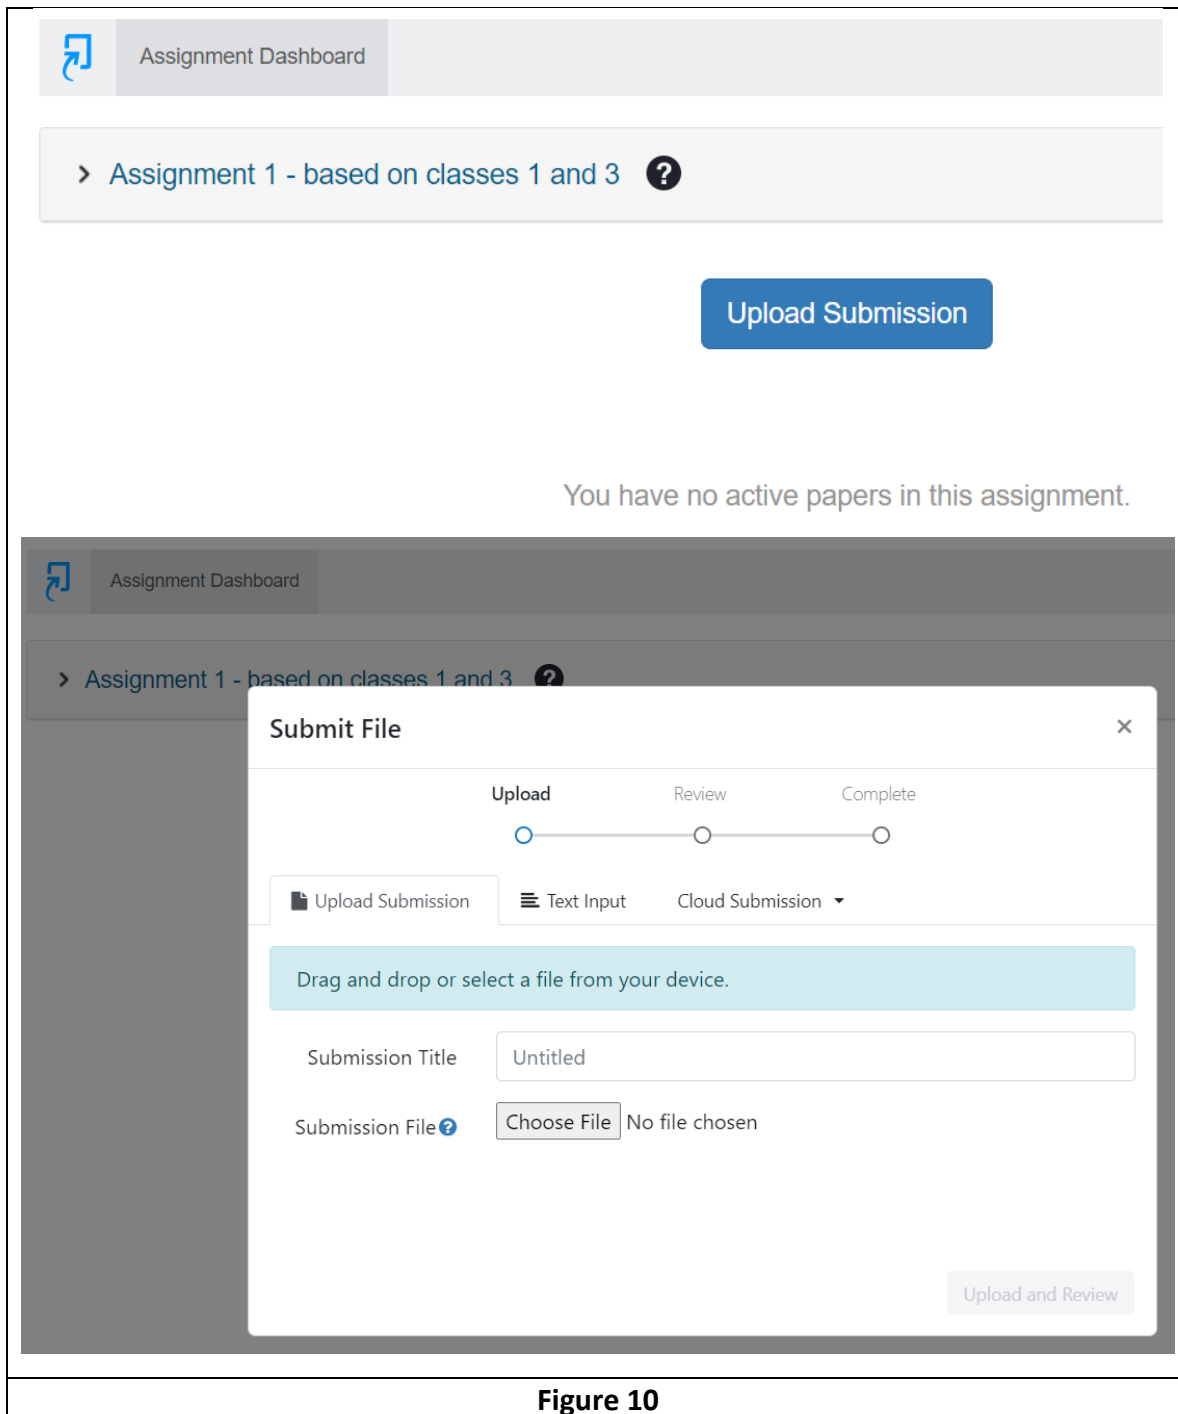 Assignment Dashboard
Assignment 1 - based on classes 1 and 3 ?
Upload Submission
You have no active papers in this assignment.
Assignment Dashboard
Assignment 1 - based on classes 1 and 3 ?
Submit File ×
Upload Review Complete
Upload Submission Text Input Cloud Submission
Drag and drop or select a file from your device.
Submission Title Untitled
Submission File ? Choose File No file chosen
Upload and Review
Figure 10